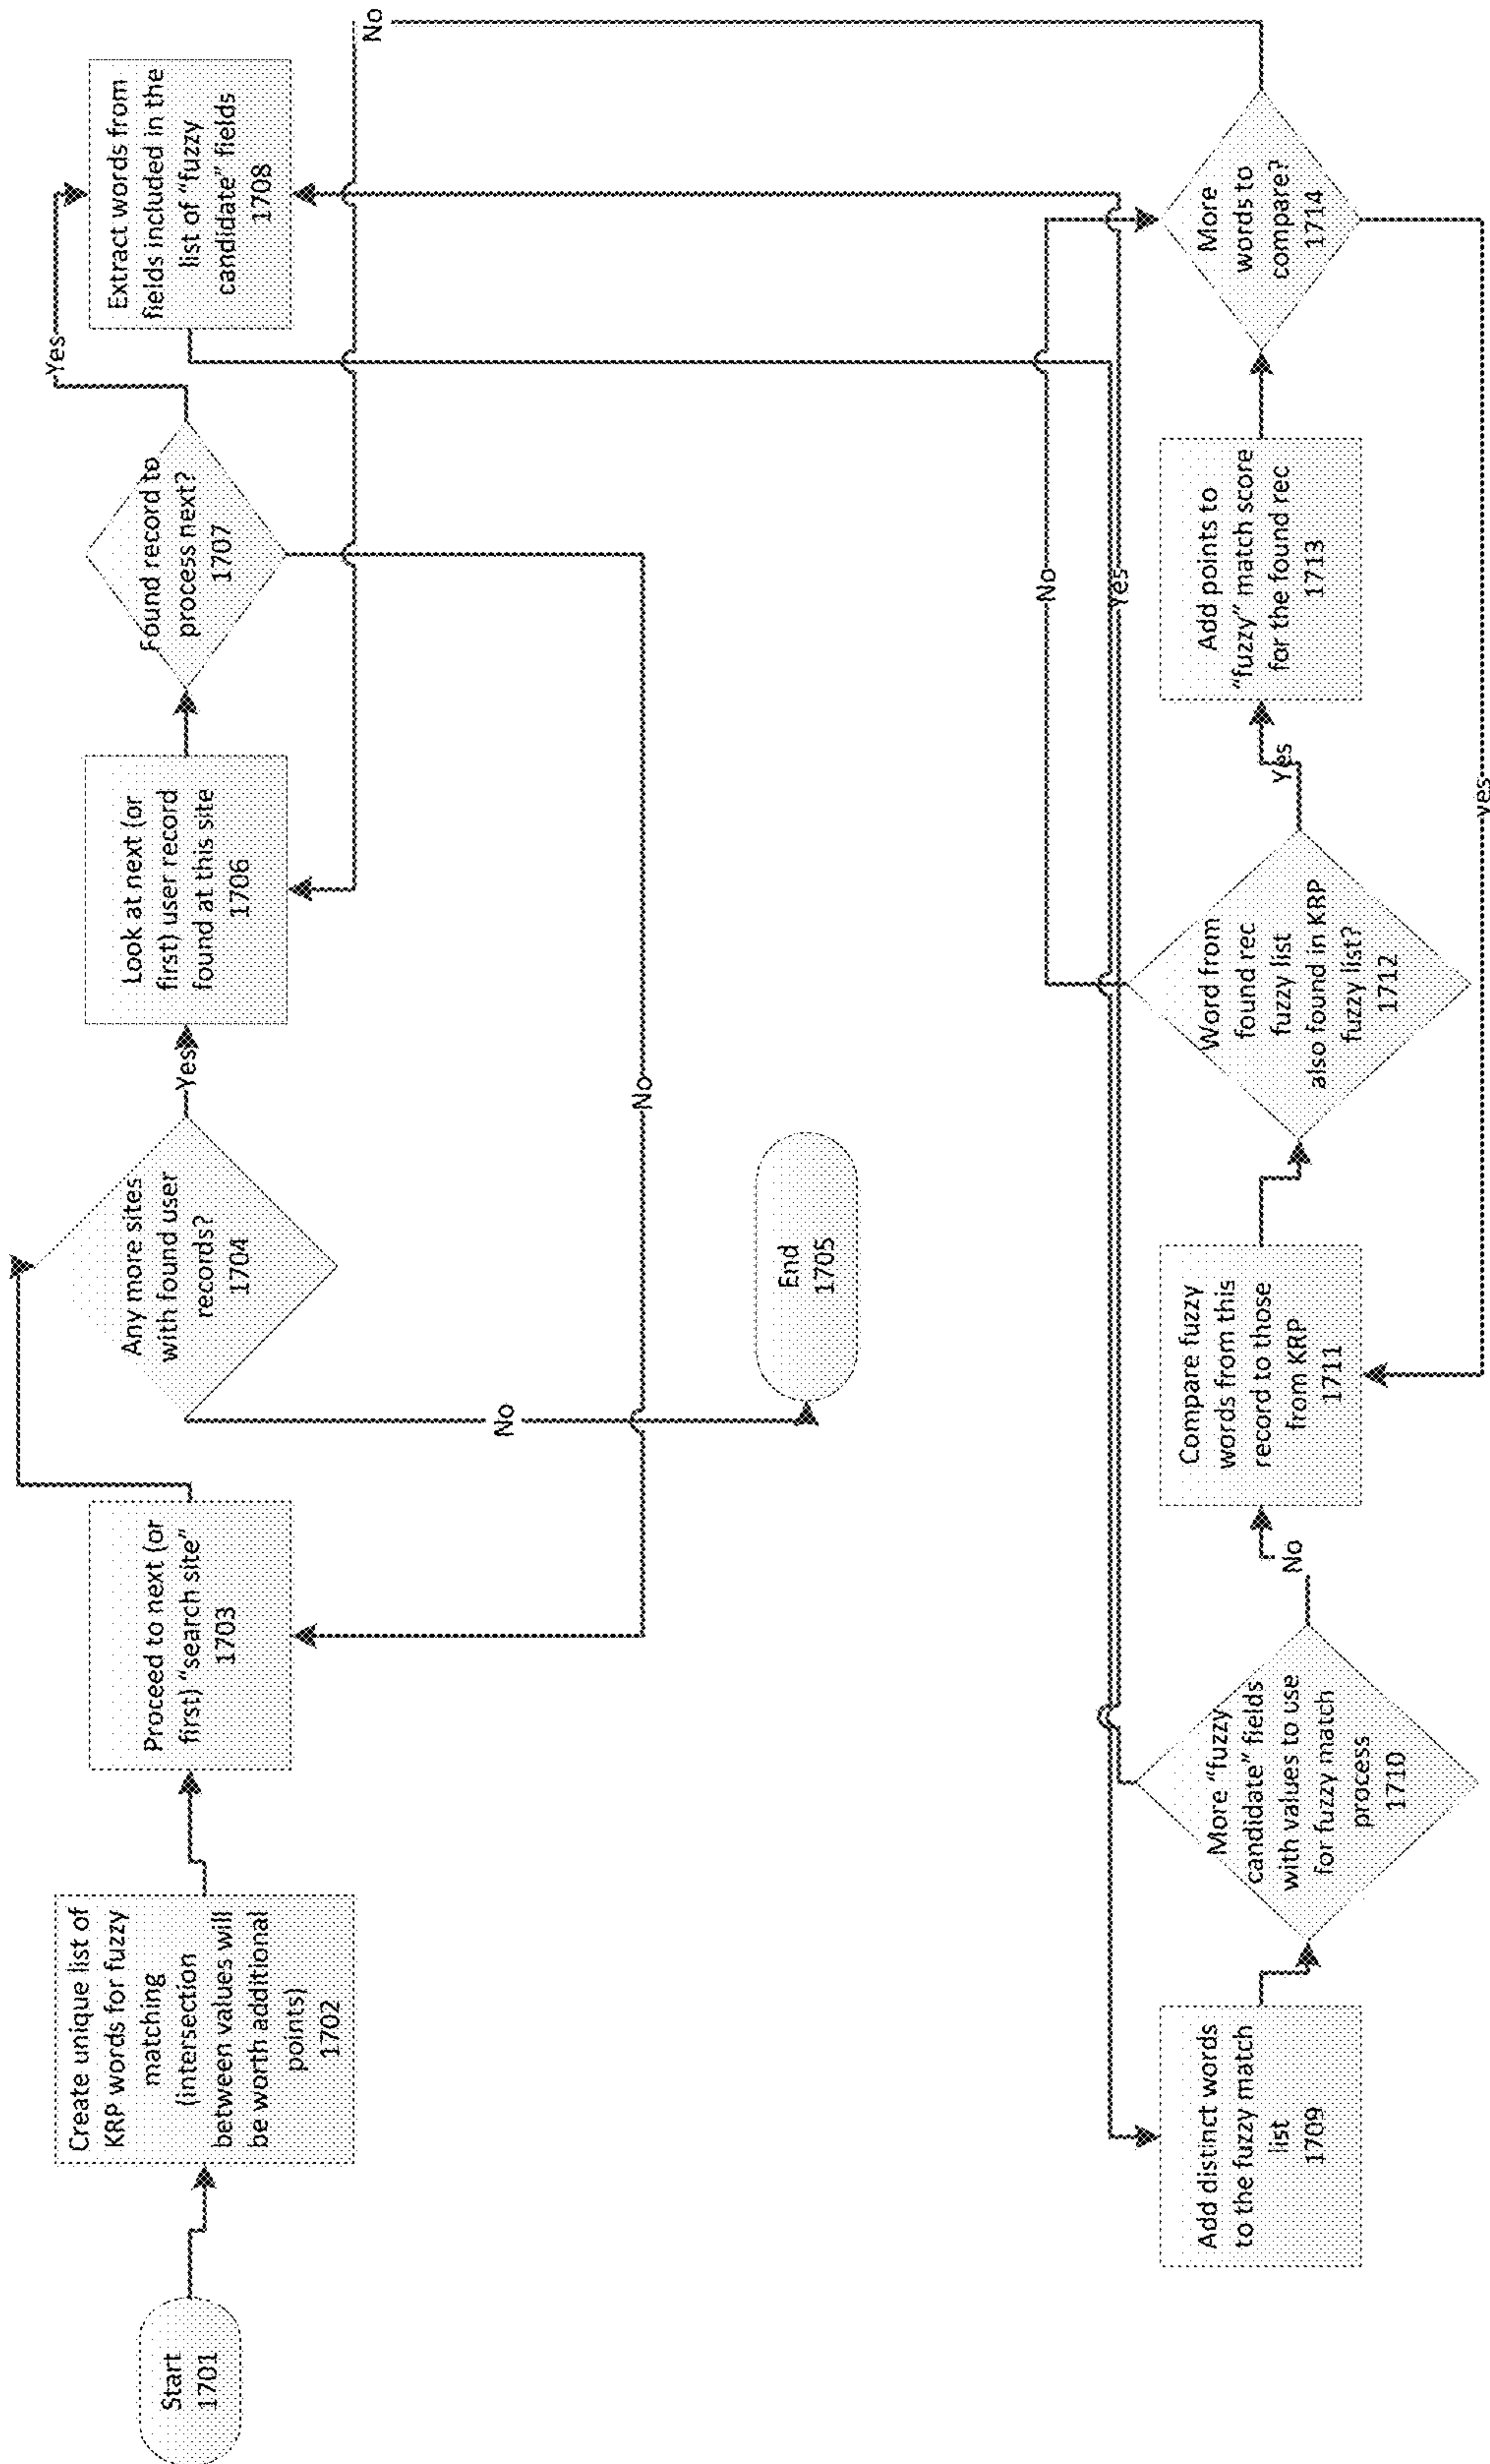 Start
1701
Create unique list of
KRP words for fuzzy
matching
(intersection
between values will
be worth additional
points)
1702
Proceed to next (or
first) "search site"
1703
Any more sites
with found user
records?
1704
Yes
No
End
1705
Look at next (or
first) user record
found at this site
1706
Found record to
process next?
1707
Yes
No
Extract words from
fields included in the
list of "fuzzy
candidate" fields
1708
No
Add distinct words
to the fuzzy match
list
1709
More "fuzzy
candidate" fields
with values to use
for fuzzy match
process
1710
No
Yes
Compare fuzzy
words from this
record to those
from KRP
1711
Word from
found rec
fuzzy list
also found in KRP
fuzzy list?
1712
Yes
No
Add points to
"fuzzy" match score
for the found rec
1713
More
words to
compare?
1714
yes